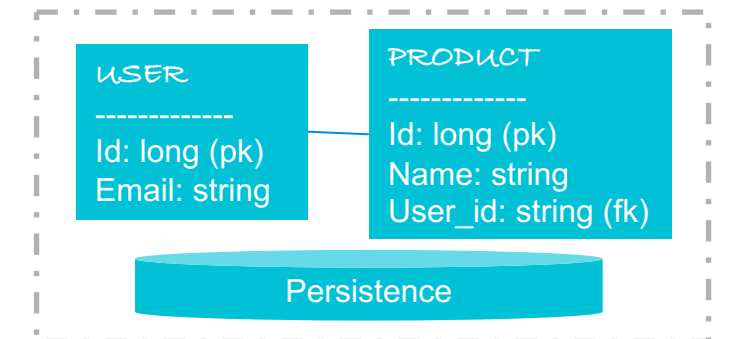 USER
-------------
Id: long (pk)
Email: string
PRODUCT
-------------
Id: long (pk)
Name: string
User_id: string (fk)
Persistence